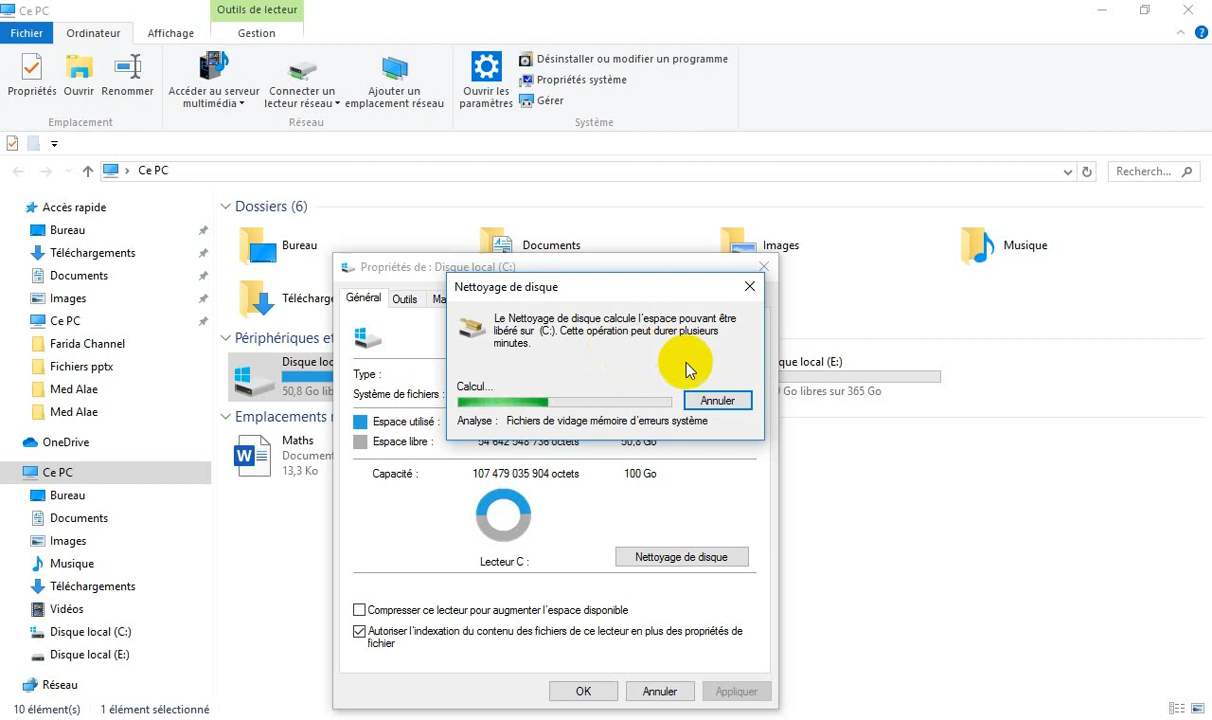 Ce PC
Outils de lecteur
Fichier
Ordinateur
Affichage
Gestion
Propriétés
Ouvrir
Renommer
Accéder au serveur
multimédia
Connecter un
lecteur réseau
Ajouter un
emplacement réseau
Ouvrir les
paramètres
Désinstaller ou modifier un programme
Propriétés système
Gérer
Emplacement
Réseau
Système
Ce PC
Recherch...
Accès rapide
Bureau
Téléchargements
Documents
Images
Ce PC
Farida Channel
Fichiers pptx
Med Alae
Med Alae
OneDrive
Ce PC
Bureau
Documents
Images
Musique
Téléchargements
Vidéos
Disque local (C:)
Disque local (E:)
Réseau
10 élément(s)
1 élément sélectionné
Dossiers (6)
Bureau
Documents
Images
Musique
Télécharge
Périphériques et
Disque loc
50,8 Go li
que local (E:)
Go libres sur 365 Go
Emplacements r
Maths
Docum
13,3 Ko
Propriétés de : Disque local (C:)
Général
Outils
Ma
Type :
Système de fichiers :
Espace utilisé :
Espace libre :
54 642 548 736 octets
50,8 Go
Capacité :
107 479 035 904 octets
100 Go
Lecteur C :
Nettoyage de disque
Compresser ce lecteur pour augmenter l'espace disponible
Autoriser l'indexation du contenu des fichiers de ce lecteur en plus des propriétés de
fichier
OK
Annuler
Appliquer
Nettoyage de disque
Le Nettoyage de disque calcule l'espace pouvant être
libéré sur (C:). Cette opération peut durer plusieurs
minutes.
Calcul...
Annuler
Analyse : Fichiers de vidage mémoire d'erreurs système